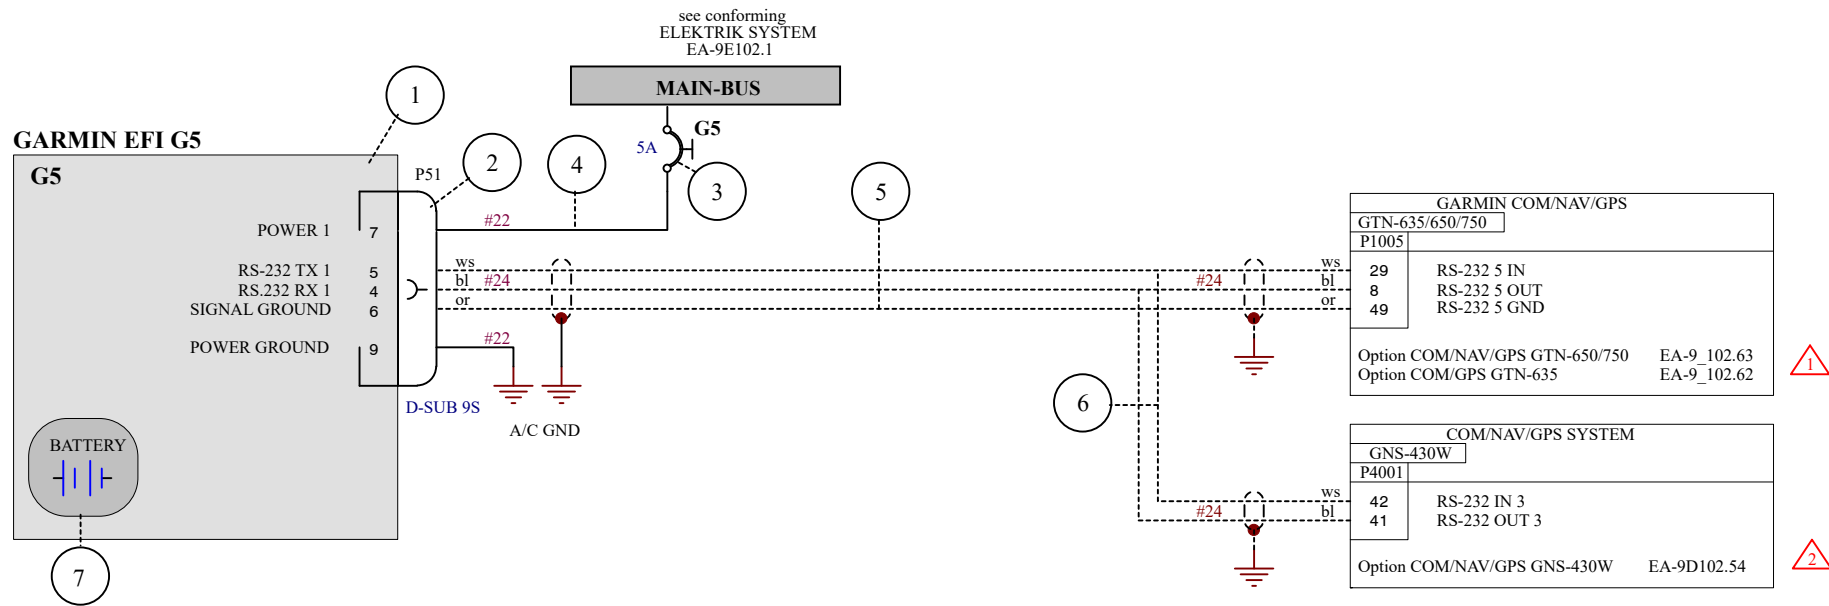 see conforming
ELEKTRIK SYSTEM
EA-9E102.1
MAIN-BUS
G5
5A
1
2
3
4
5
6
7
GARMIN EFI G5
G5
P51
POWER 1 7 #22
RS-232 TX 1 5 ws
RS.232 RX 1 4 bl #24
SIGNAL GROUND 6 or
POWER GROUND 9 #22
D-SUB 9S
A/C GND
BATTERY
GARMIN COM/NAV/GPS
GTN-635/650/750
P1005
ws 29 RS-232 5 IN
#24 bl 8 RS-232 5 OUT
or 49 RS-232 5 GND
Option COM/NAV/GPS GTN-650/750 EA-9_102.63
Option COM/GPS GTN-635 EA-9_102.62
1
COM/NAV/GPS SYSTEM
GNS-430W
P4001
ws 42 RS-232 IN 3
#24 bl 41 RS-232 OUT 3
Option COM/NAV/GPS GNS-430W EA-9D102.54
2